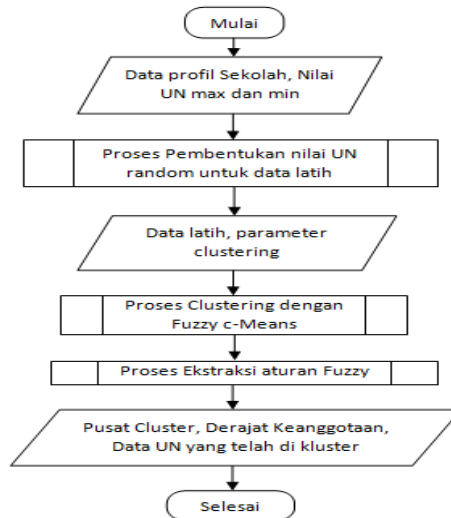 Mulai
Data profil Sekolah, Nilai
UN max dan min
Proses Pembentukan nilai UN
random untuk data latih
Data latih, parameter
clustering
Proses Clustering dengan
Fuzzy c-Means
Proses Ekstraksi aturan Fuzzy
Pusat Cluster, Derajat Keanggotaan,
Data UN yang telah di kluster
Selesai